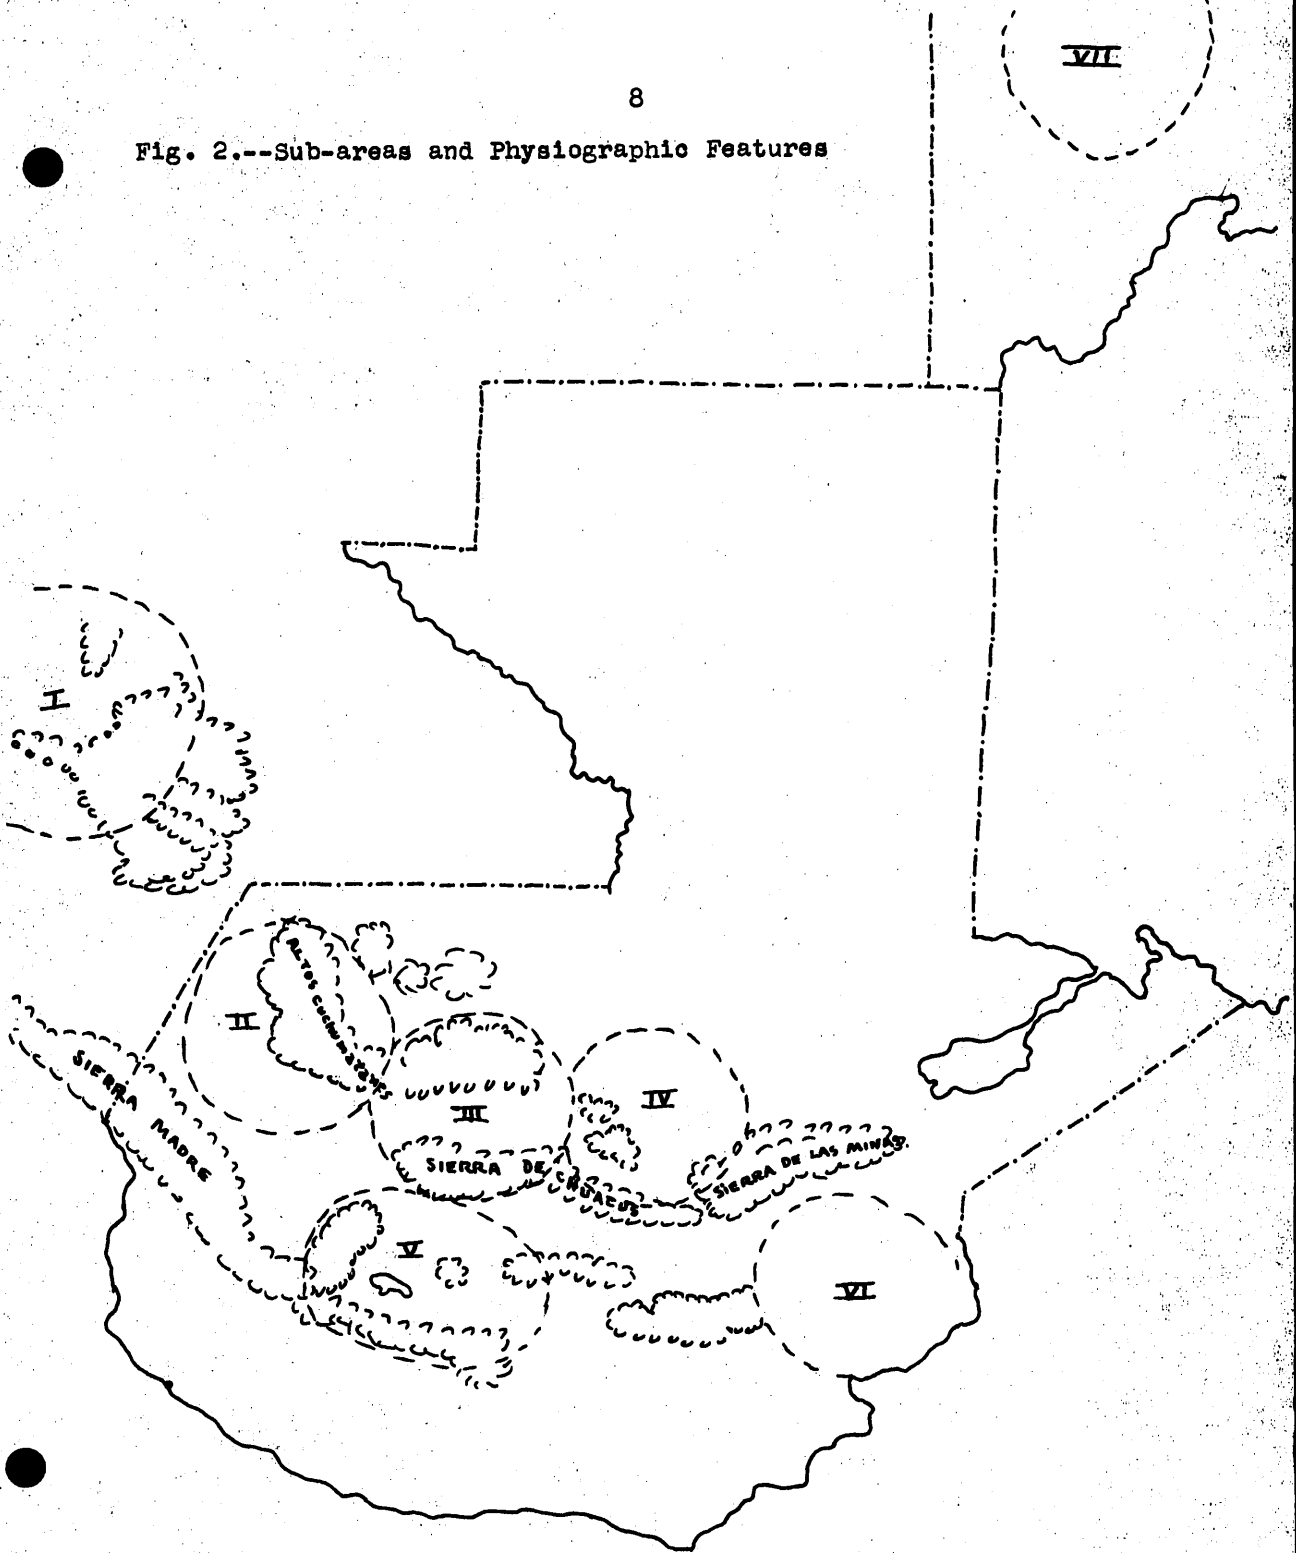 VII
8
Fig. 2.--Sub-areas and Physiographic Features
I
ALTOS CUCHUMATANES
II
SIERRA MADRE
III
IV
SIERRA DE CHUACUS
SIERRA DE LAS MINAS
V
VI